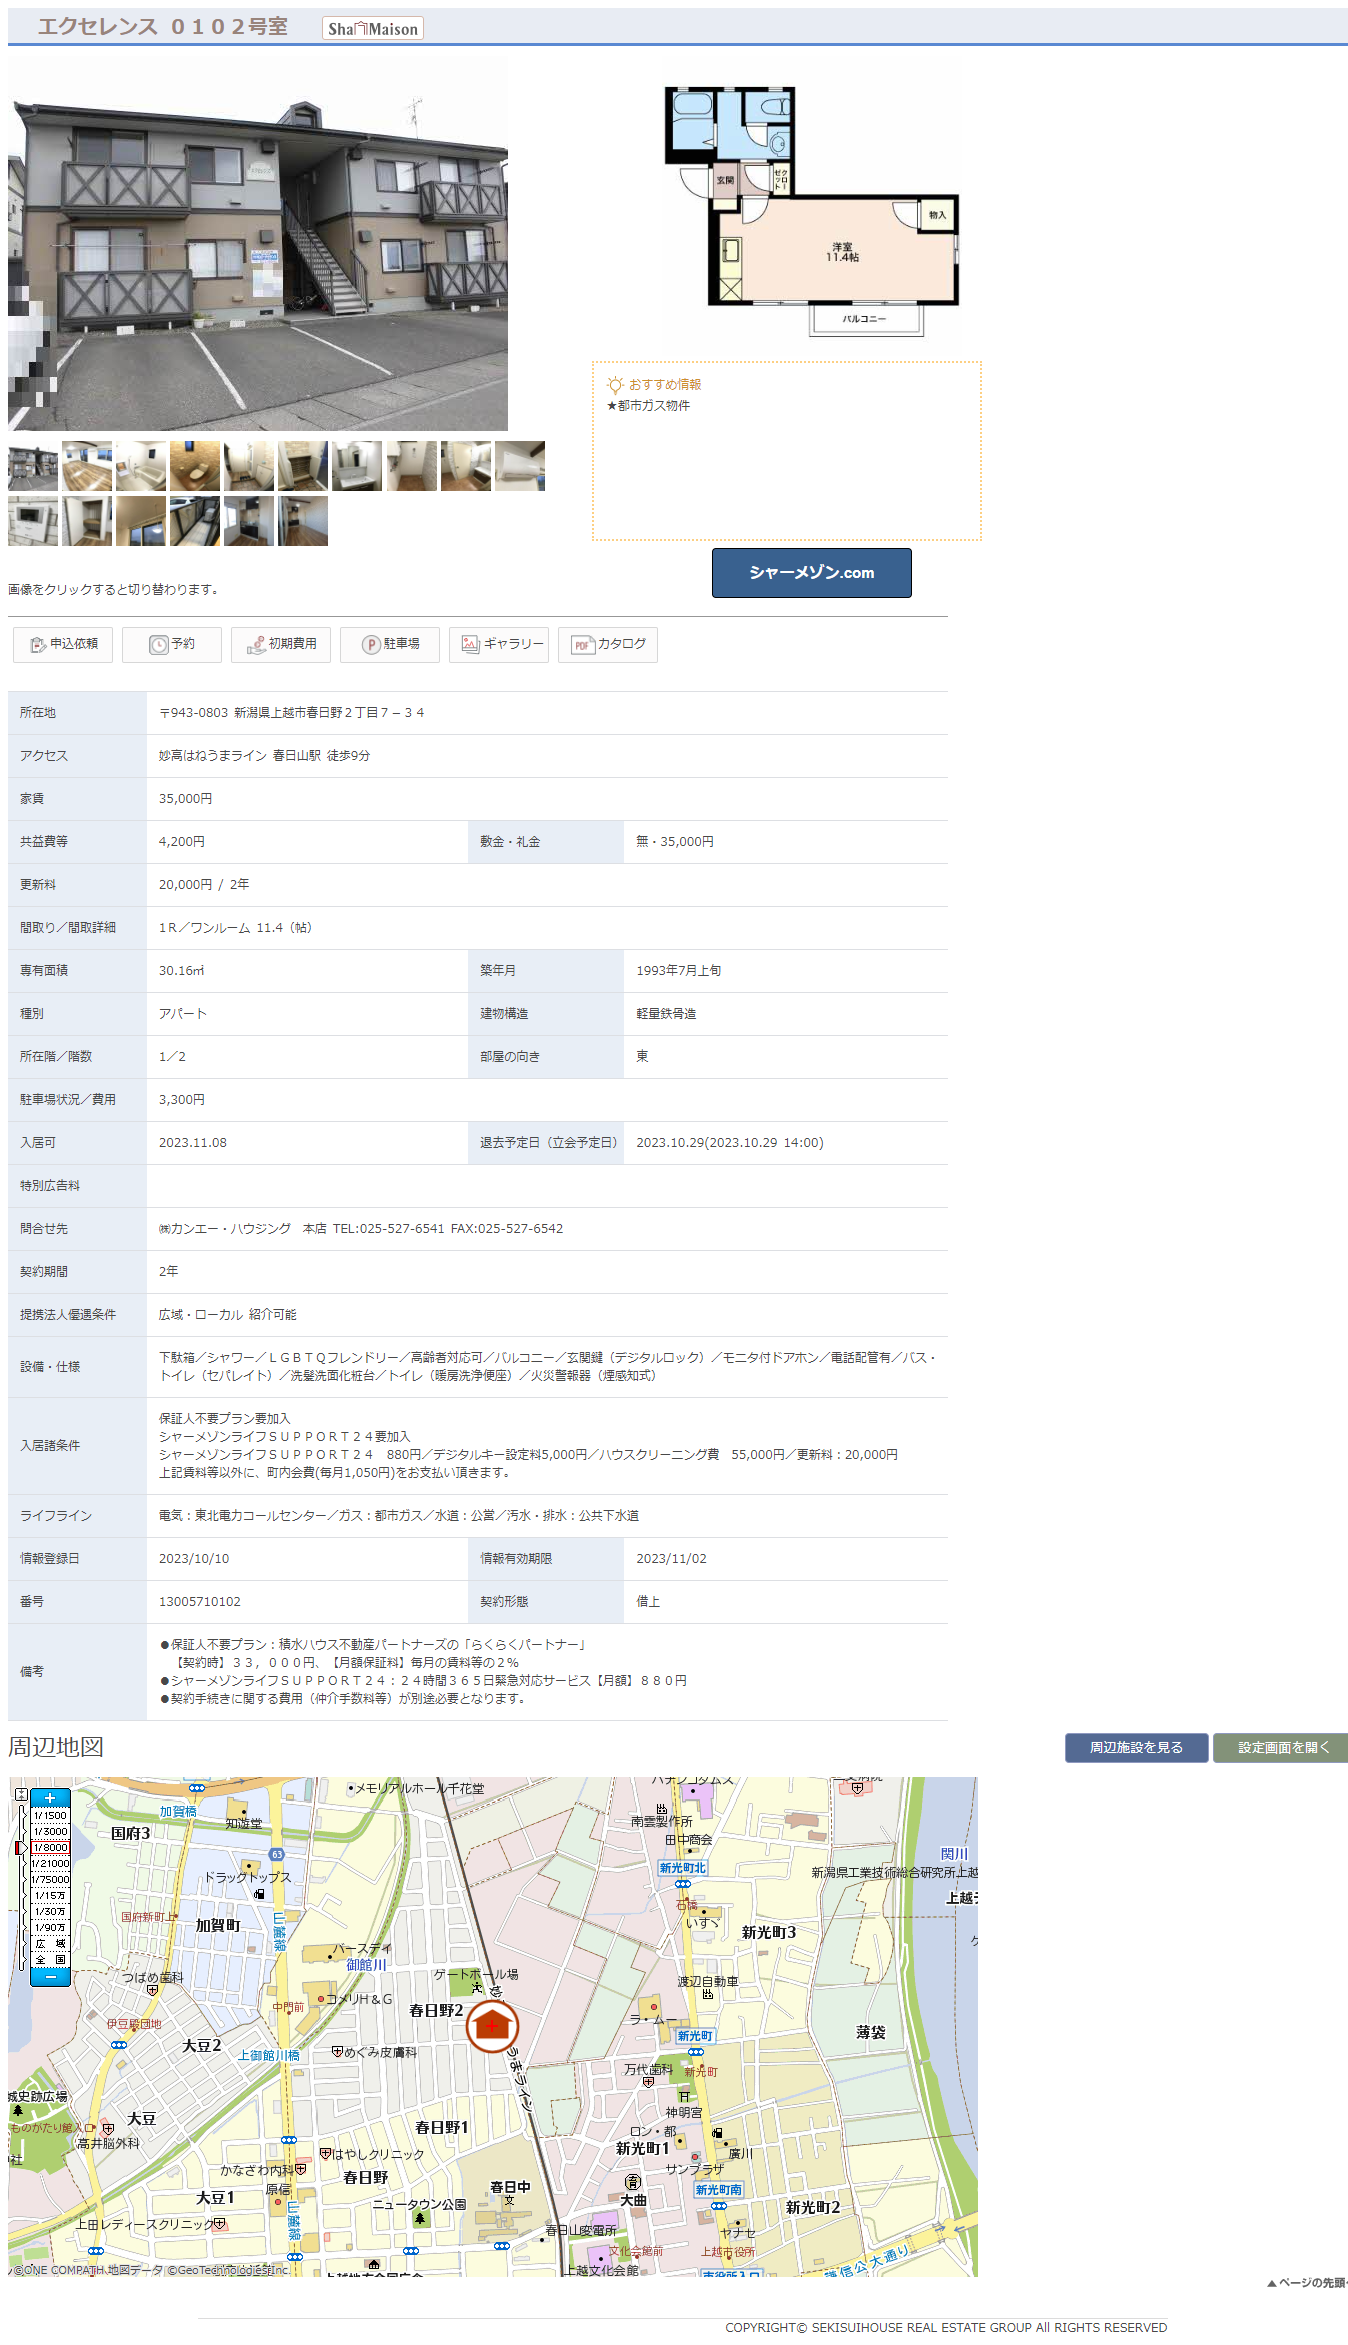 エクセレンス ０１０２号室
Sha Maison
玄関
クローゼット
物入
洋室
11.4帖
バルコニー
おすすめ情報
★都市ガス物件
シャーメゾン.com
画像をクリックすると切り替わります。
申込依頼 予約 初期費用 駐車場 ギャラリー カタログ
所在地 〒943-0803 新潟県上越市春日野２丁目７－３４
アクセス 妙高はねうまライン 春日山駅 徒歩9分
家賃 35,000円
共益費等 4,200円 敷金・礼金 無・35,000円
更新料 20,000円 / 2年
間取り／間取詳細 1Ｒ／ワンルーム 11.4（帖）
専有面積 30.16㎡ 築年月 1993年7月上旬
種別 アパート 建物構造 軽量鉄骨造
所在階／階数 1／2 部屋の向き 東
駐車場状況／費用 3,300円
入居可 2023.11.08 退去予定日（立会予定日） 2023.10.29(2023.10.29 14:00)
特別広告料
問合せ先 ㈱カンエー・ハウジング　本店 TEL:025-527-6541 FAX:025-527-6542
契約期間 2年
提携法人優遇条件 広域・ローカル 紹介可能
設備・仕様 下駄箱／シャワー／ＬＧＢＴＱフレンドリー／高齢者対応可／バルコニー／玄関鍵（デジタルロック）／モニタ付ドアホン／電話配管有／バス・
トイレ（セパレイト）／洗髪洗面化粧台／トイレ（暖房洗浄便座）／火災警報器（煙感知式）
入居諸条件 保証人不要プラン要加入
シャーメゾンライフＳＵＰＰＯＲＴ２４要加入
シャーメゾンライフＳＵＰＰＯＲＴ２４　880円／デジタルキー設定料5,000円／ハウスクリーニング費　55,000円／更新料：20,000円
上記賃料等以外に、町内会費(毎月1,050円)をお支払い頂きます。
ライフライン 電気：東北電力コールセンター／ガス：都市ガス／水道：公営／汚水・排水：公共下水道
情報登録日 2023/10/10 情報有効期限 2023/11/02
番号 13005710102 契約形態 借上
備考 ●保証人不要プラン：積水ハウス不動産パートナーズの「らくらくパートナー」
【契約時】３３，０００円、【月額保証料】毎月の賃料等の２％
●シャーメゾンライフＳＵＰＰＯＲＴ２４：２４時間３６５日緊急対応サービス【月額】８８０円
●契約手続きに関する費用（仲介手数料等）が別途必要となります。
周辺地図
周辺施設を見る 設定画面を開く
+
1/1500
1/3000
1/8000
1/21000
1/75000
1/15万
1/30万
1/90万
広 域
全 国
−
加賀橋
メモリアルホール千花堂
国府3
知遊堂
南雲製作所
田中商会
関川
63
新光町北
ドラッグトップス
新潟県工業技術総合研究所上越
石橋
国府新町上
加賀町
山麓線
いすゞ
新光町3
バースデイ
御館川
つばめ歯科
ゲートボール場
渡辺自動車
コメリH＆G
中門前
春日野2
ラ・ムー
伊豆殿団地
新光町
薄袋
大豆2
上御館川橋
めぐみ皮膚科
うまライン
万代歯科
新光町
城史跡広場
神明宮
大豆
ものがたり館入口
高井脳外科
春日野1
ロン・都
新光町1
廣川
はやしクリニック
サンプラザ
かなざわ内科
春日野
春日中
原信
大曲
新光町南
大豆1
山麓線
ニュータウン公園
新光町2
上田レディースクリニック
春日山変電所
ヤナセ
文化会館前
上越市役所
謙信公大通り
上越文化会館
市役所入口
©ONE COMPATH 地図データ ©GeoTechnologies,Inc.
▲ページの先頭へ
COPYRIGHT© SEKISUIHOUSE REAL ESTATE GROUP All RIGHTS RESERVED